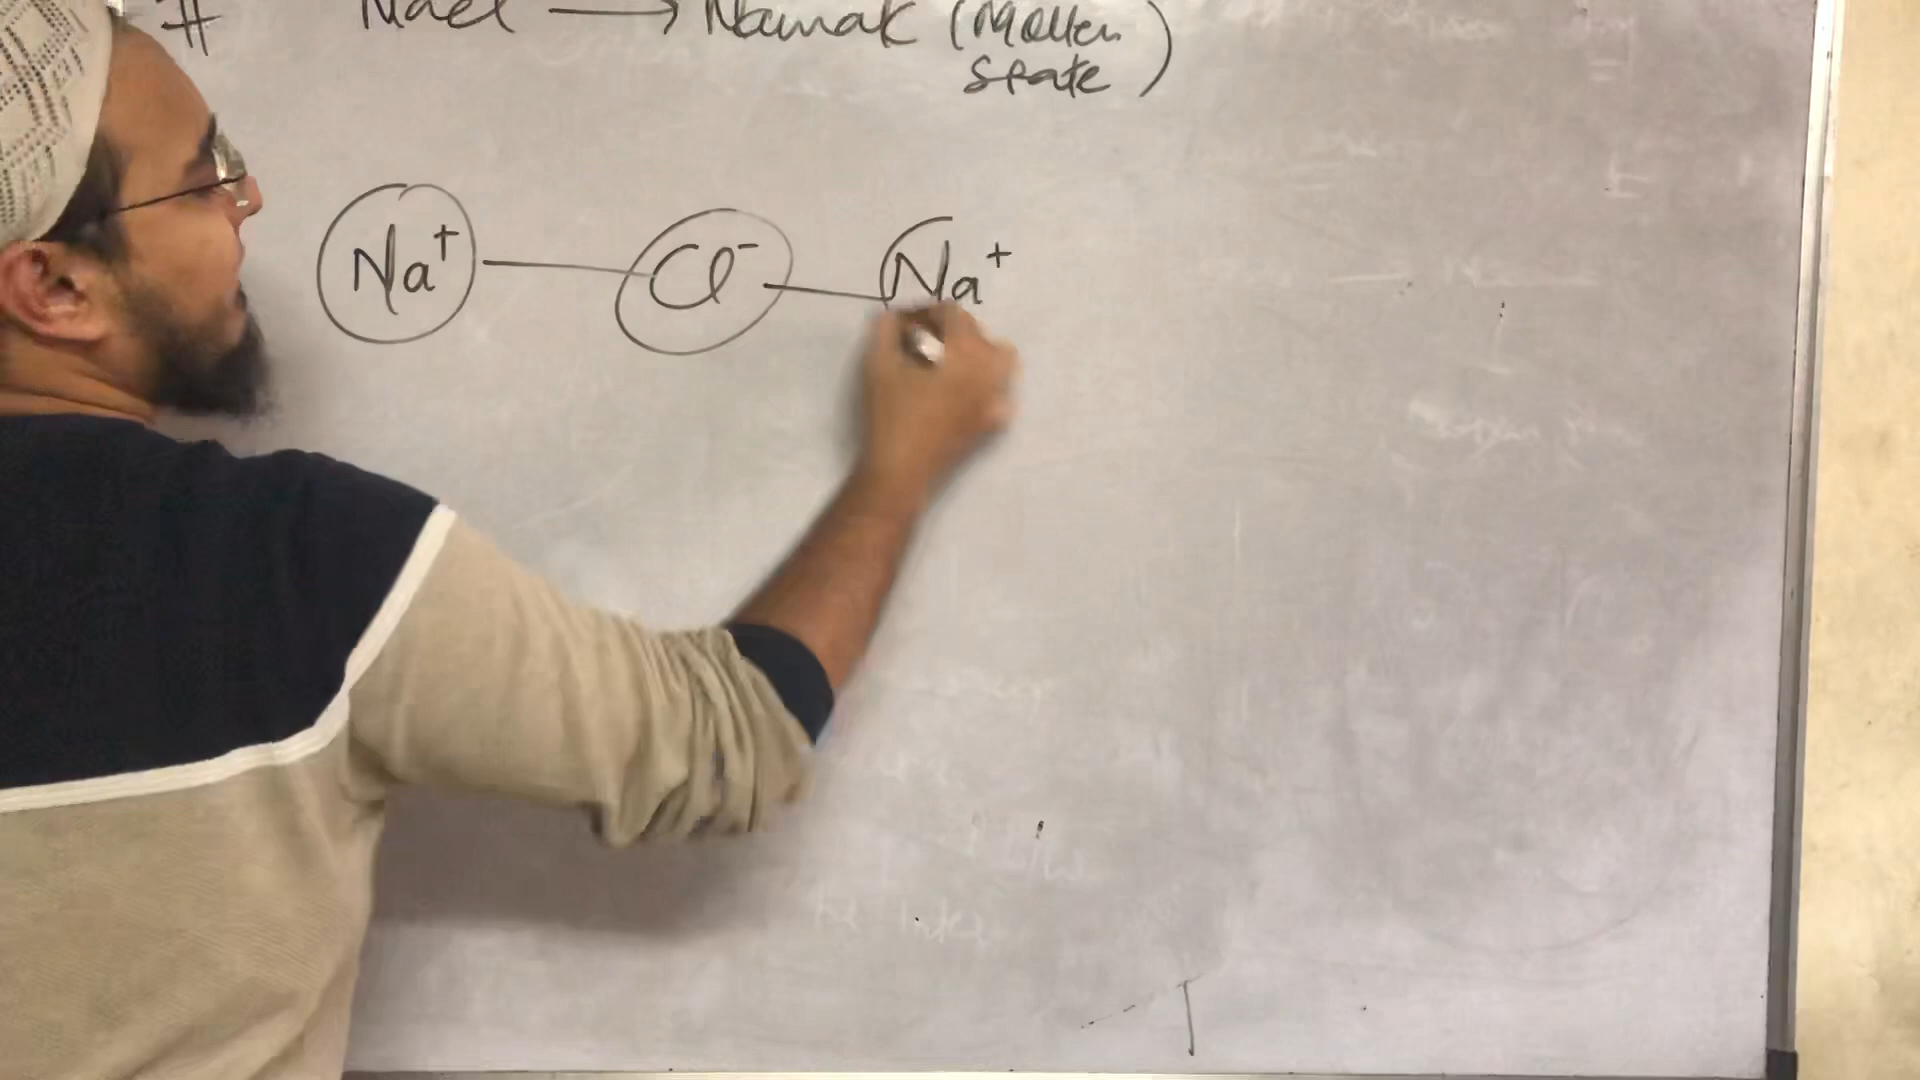 # NaCl → Namak (Molten
state)
Na⁺ — Cl⁻ — Na⁺